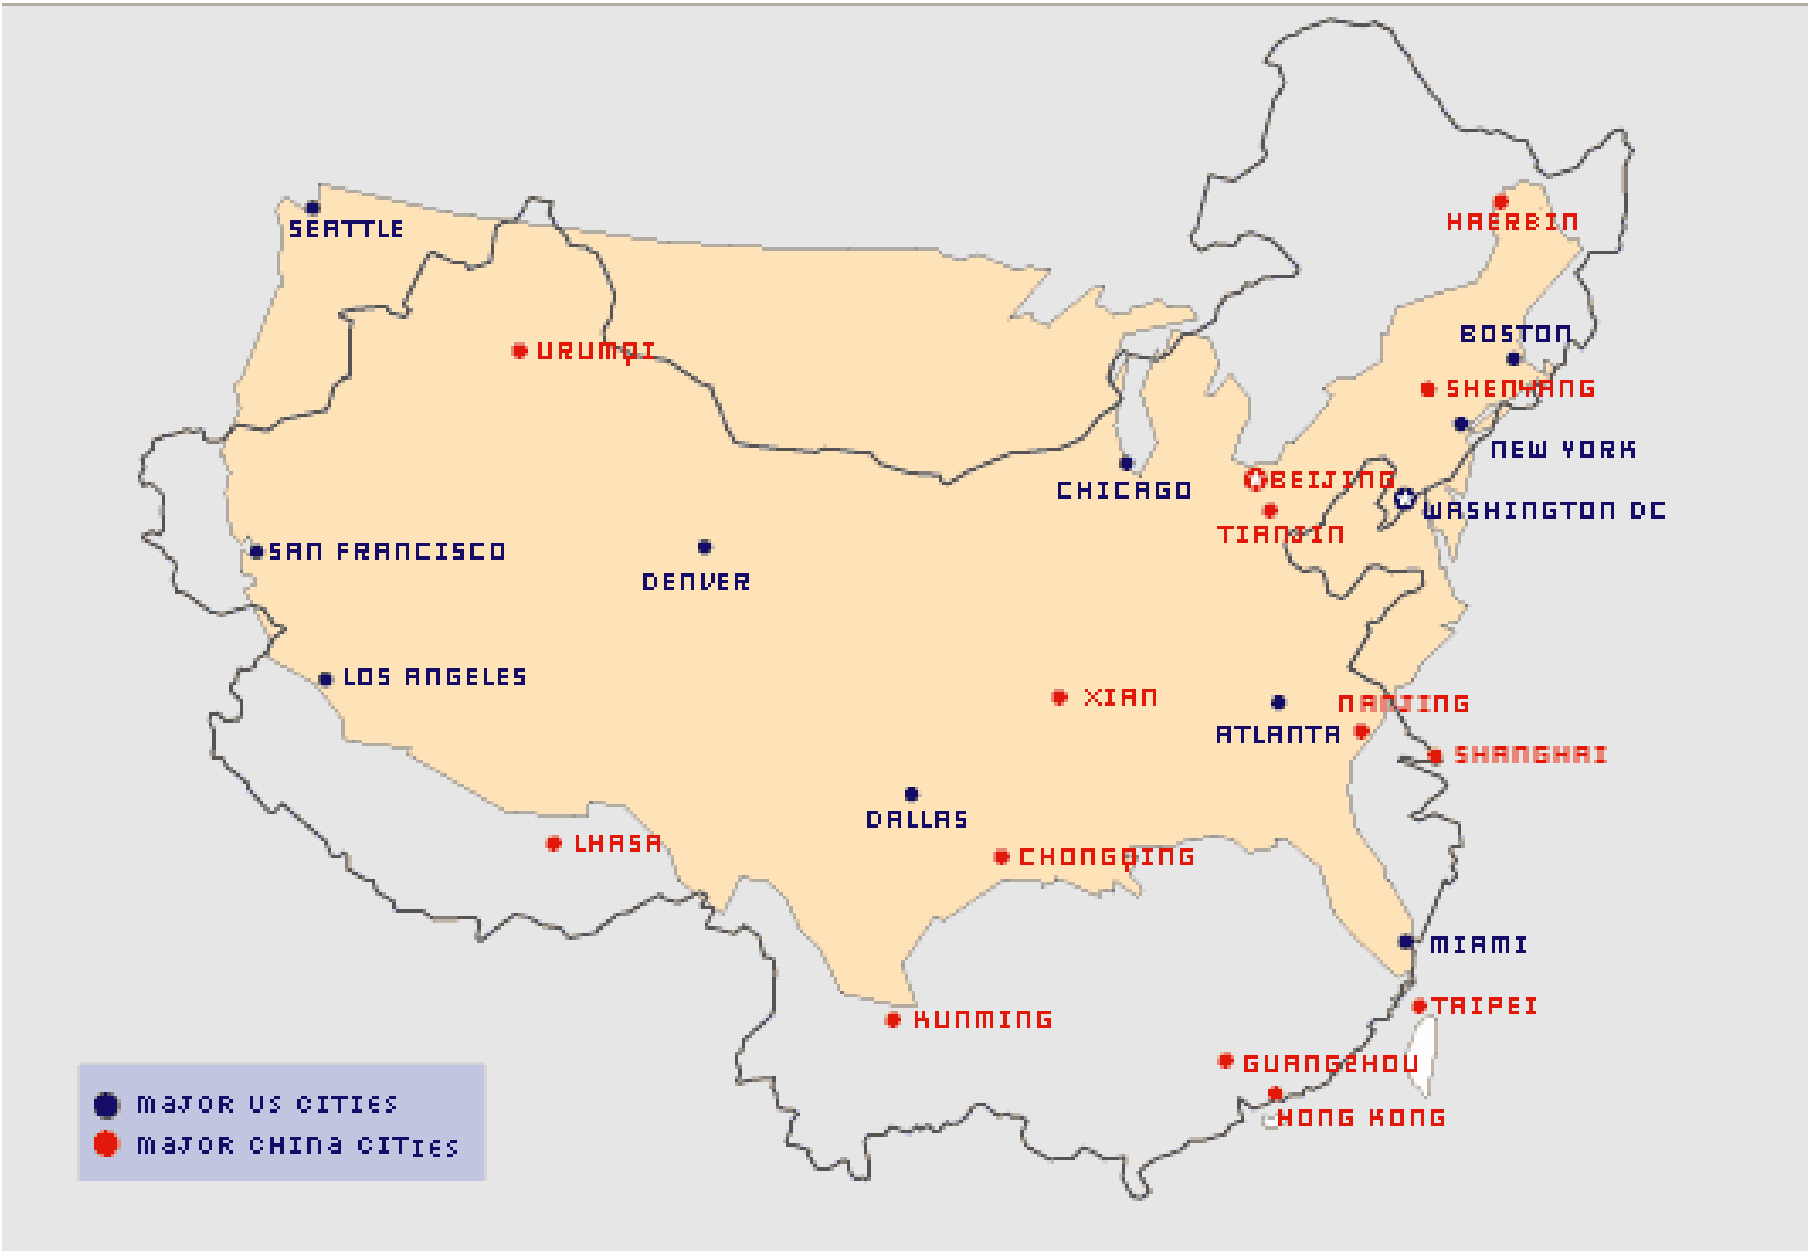 HAERBIN
SEATTLE
BOSTON
URUMQI
SHENYANG
NEW YORK
CHICAGO
BEIJING
WASHINGTON DC
TIANJIN
SAN FRANCISCO
DENVER
LOS ANGELES
XIAN
NANJING
ATLANTA
SHANGHAI
DALLAS
LHASA
CHONGQING
MIAMI
TAIPEI
KUNMING
GUANGZHOU
HONG KONG
MAJOR US CITIES
MAJOR CHINA CITIES